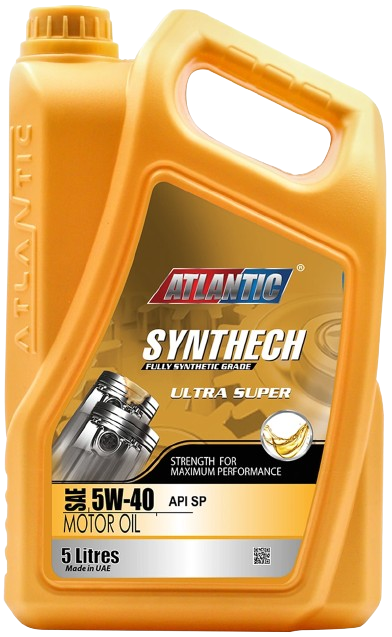 ATLANTIC
ATLANTIC®
SYNTHECH
FULLY SYNTHETIC GRADE
ULTRA SUPER
STRENGTH FOR
MAXIMUM PERFORMANCE
SAE 5W-40 API SP
MOTOR OIL
5 Litres
Made in UAE